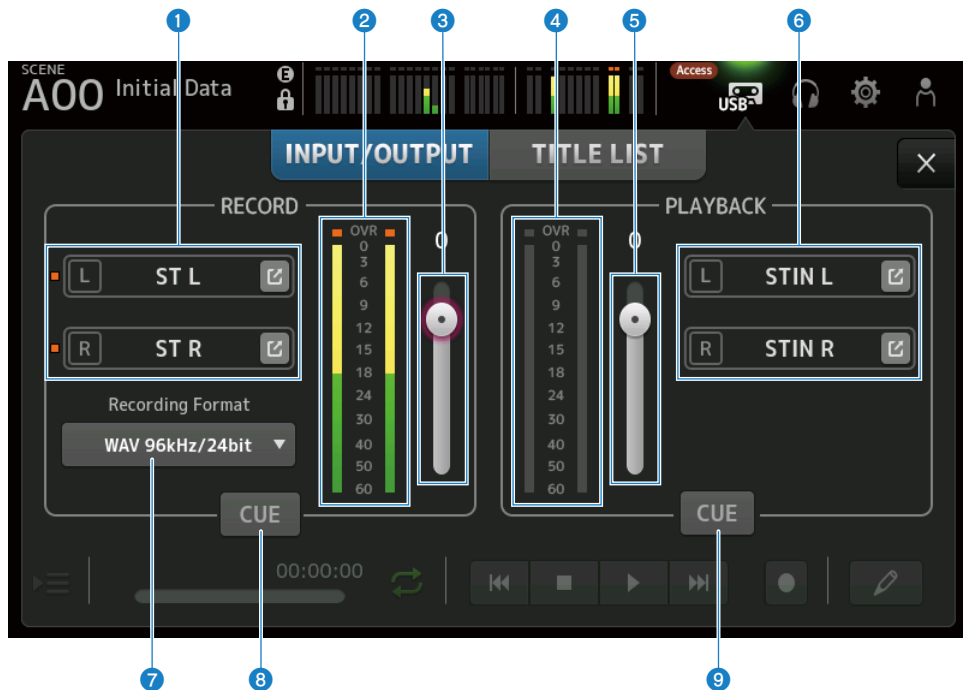 1 2 3 4 5 6
SCENE
A00 Initial Data
E
Access
USB
INPUT/OUTPUT TITLE LIST
RECORD
PLAYBACK
L ST L
R ST R
Recording Format
WAV 96kHz/24bit
CUE
OVR
0
3
6
9
12
15
18
24
30
40
50
60
0
OVR
0
3
6
9
12
15
18
24
30
40
50
60
0
L STIN L
R STIN R
CUE
00:00:00
7 8 9